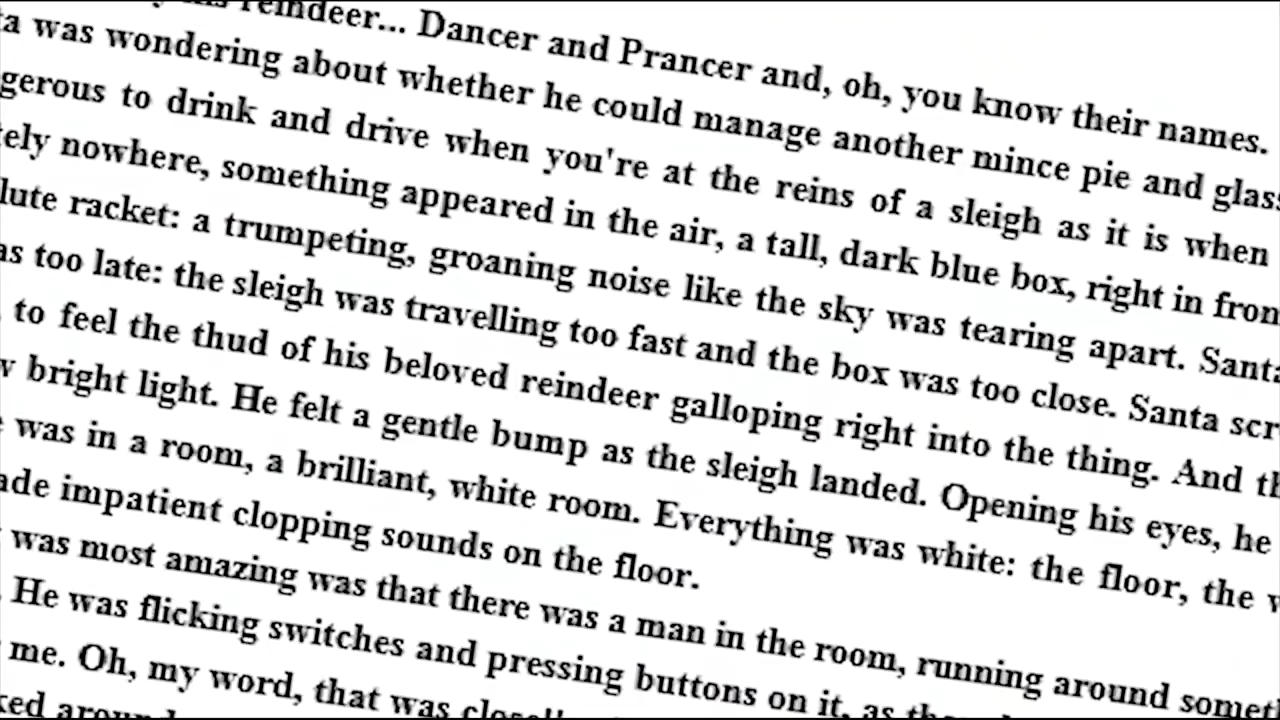 reindeer... Dancer and Prancer and, oh, you know their names.
ta was wondering about whether he could manage another mince pie and glass
gerous to drink and drive when you're at the reins of a sleigh as it is when
tely nowhere, something appeared in the air, a tall, dark blue box, right in fron
lute racket: a trumpeting, groaning noise like the sky was tearing apart. Santa
as too late: the sleigh was travelling too fast and the box was too close. Santa scr
, to feel the thud of his beloved reindeer galloping right into the thing. And th
w bright light. He felt a gentle bump as the sleigh landed. Opening his eyes, he
was in a room, a brilliant, white room. Everything was white: the floor, the w
ade impatient clopping sounds on the floor.
was most amazing was that there was a man in the room, running around someth
. He was flicking switches and pressing buttons on it, as
me. Oh, my word, that was close!!
ked around